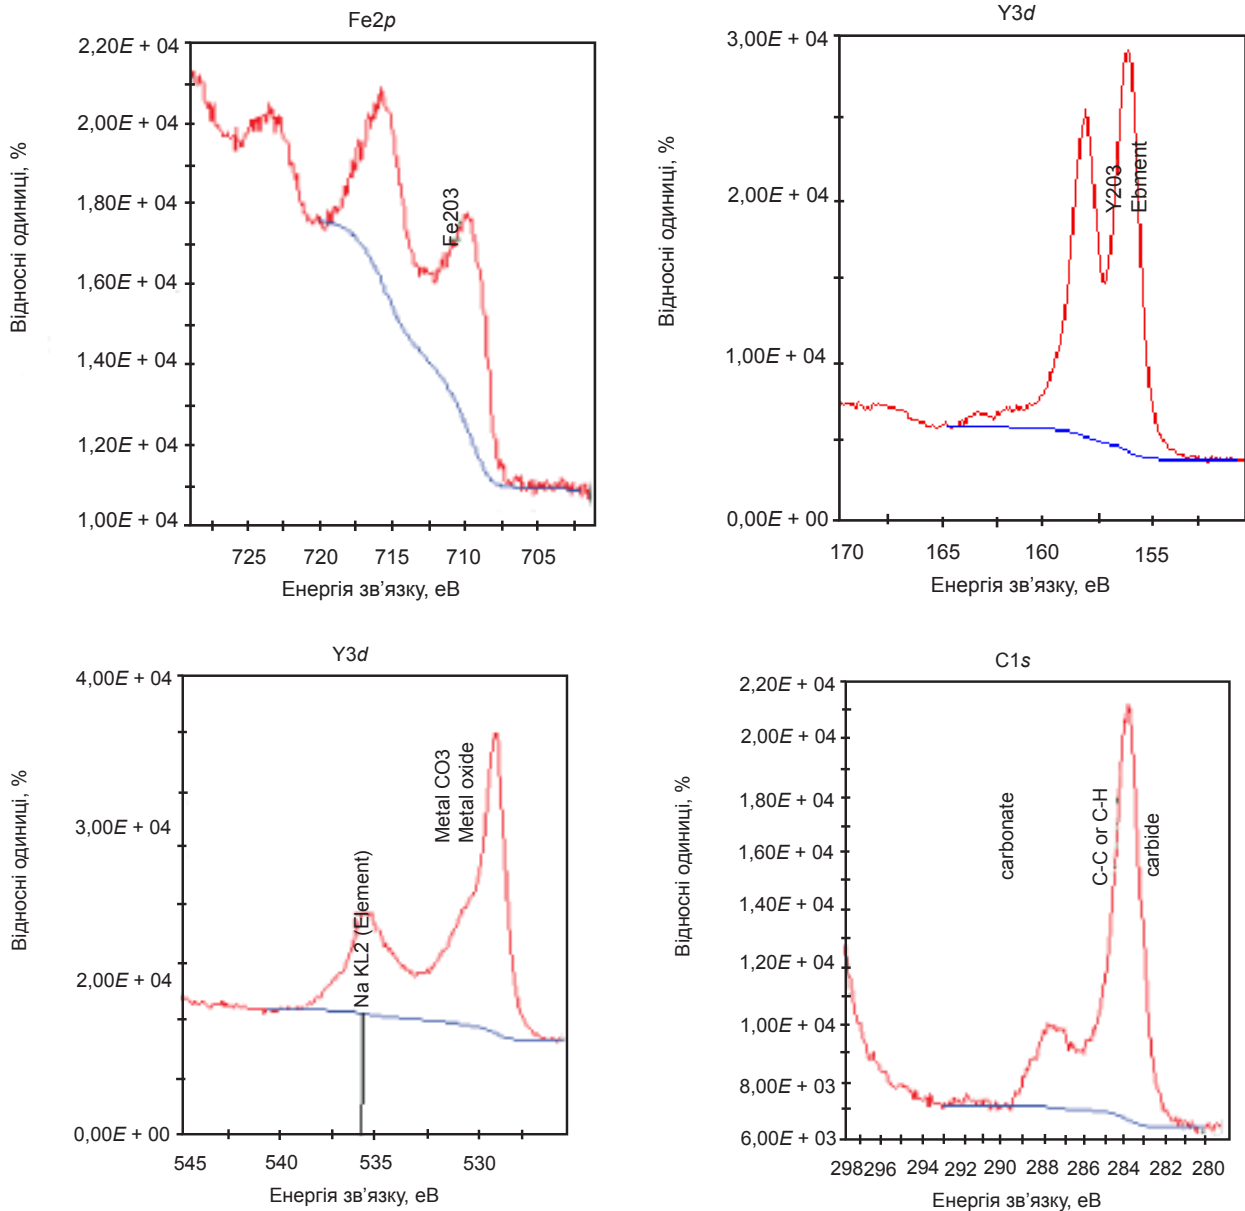 Fe2p
2,20E + 04
2,00E + 04
1,80E + 04
1,60E + 04
1,40E + 04
1,20E + 04
1,00E + 04
Відносні одиниці, %
Fe203
725 720 715 710 705
Енергія зв’язку, еВ
Y3d
3,00E + 04
2,00E + 04
1,00E + 04
0,00E + 00
Відносні одиниці, %
Y203
Ebment
170 165 160 155
Енергія зв’язку, еВ
Y3d
4,00E + 04
3,00E + 04
2,00E + 04
0,00E + 00
Відносні одиниці, %
Na KL2 (Element)
Metal CO3
Metal oxide
545 540 535 530
Енергія зв’язку, еВ
C1s
2,20E + 04
2,00E + 04
1,80E + 04
1,60E + 04
1,40E + 04
1,20E + 04
1,00E + 04
8,00E + 03
6,00E + 03
Відносні одиниці, %
carbonate
C-C or C-H
carbide
298 296 294 292 290 288 286 284 282 280
Енергія зв’язку, еВ